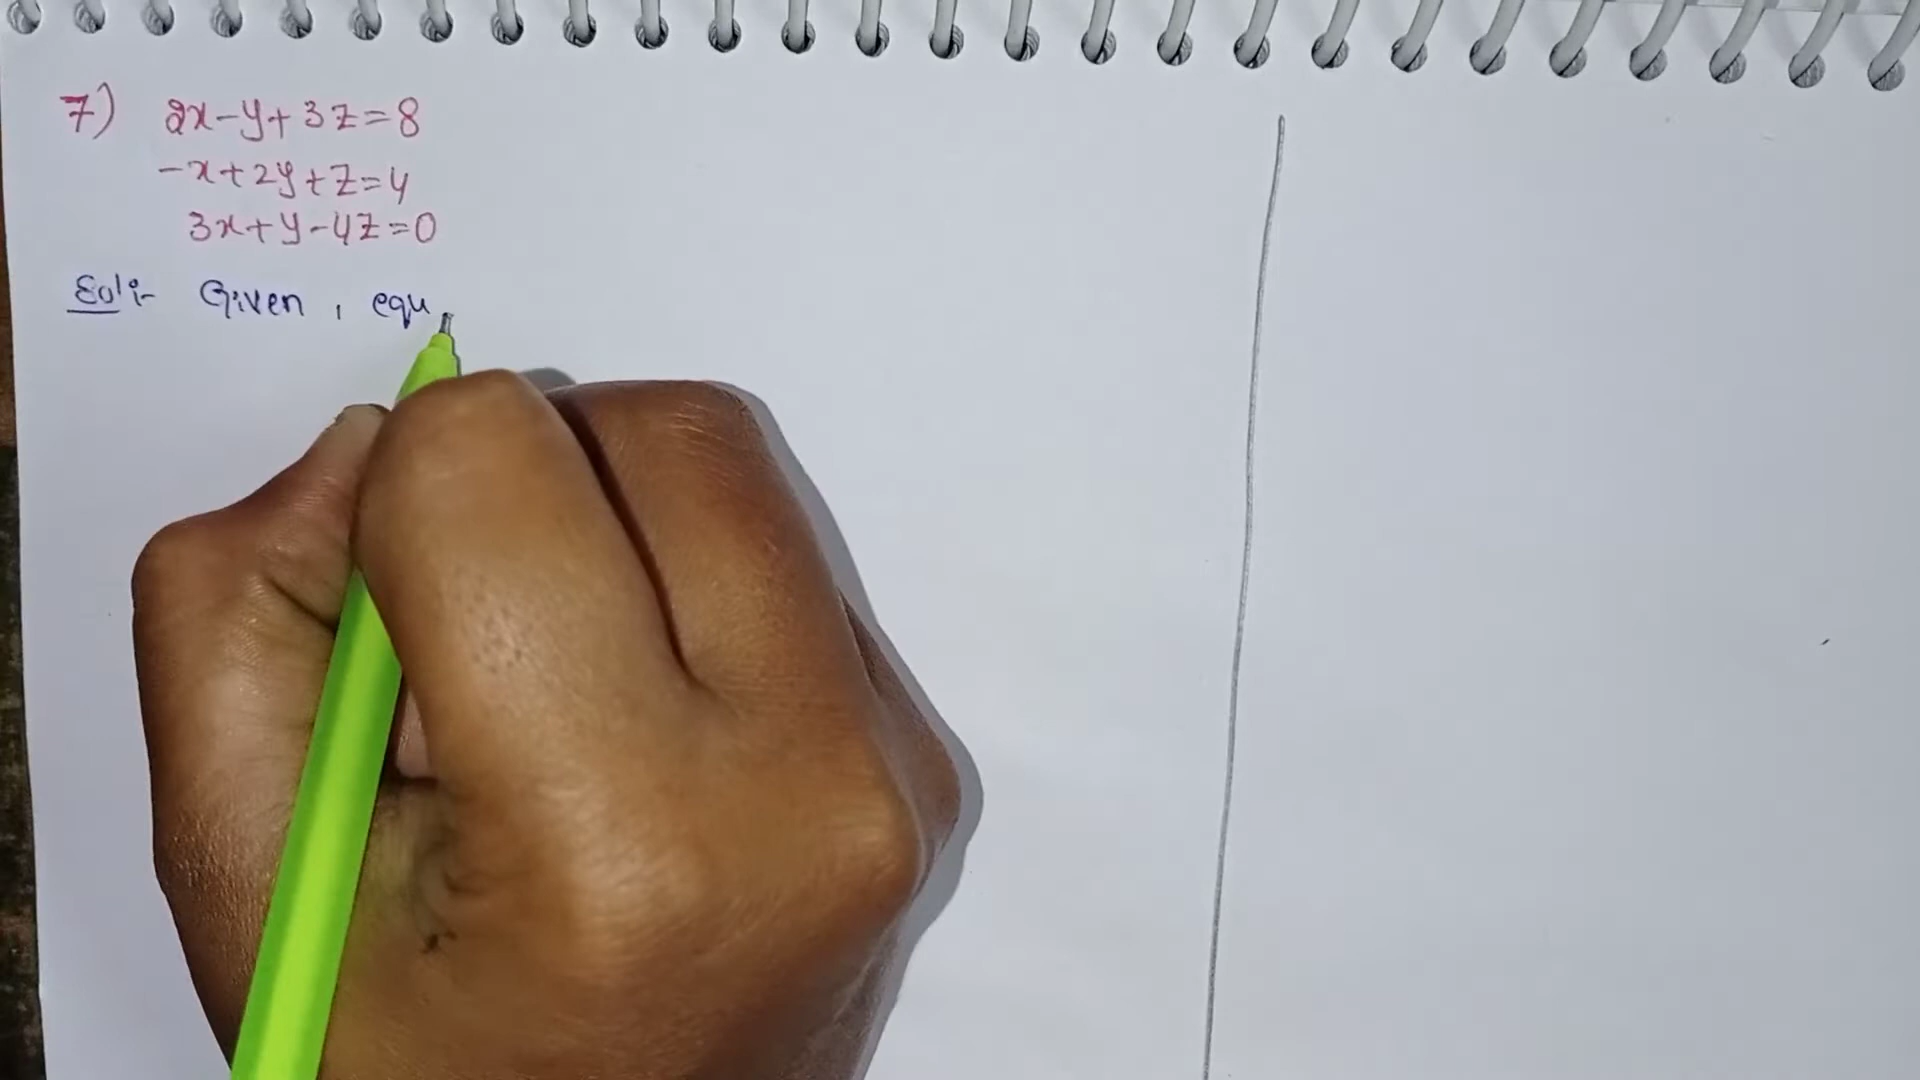 7) 2x-y+3z=8
-x+2y+z=4
3x+y-4z=0
Sol:- Given, equ